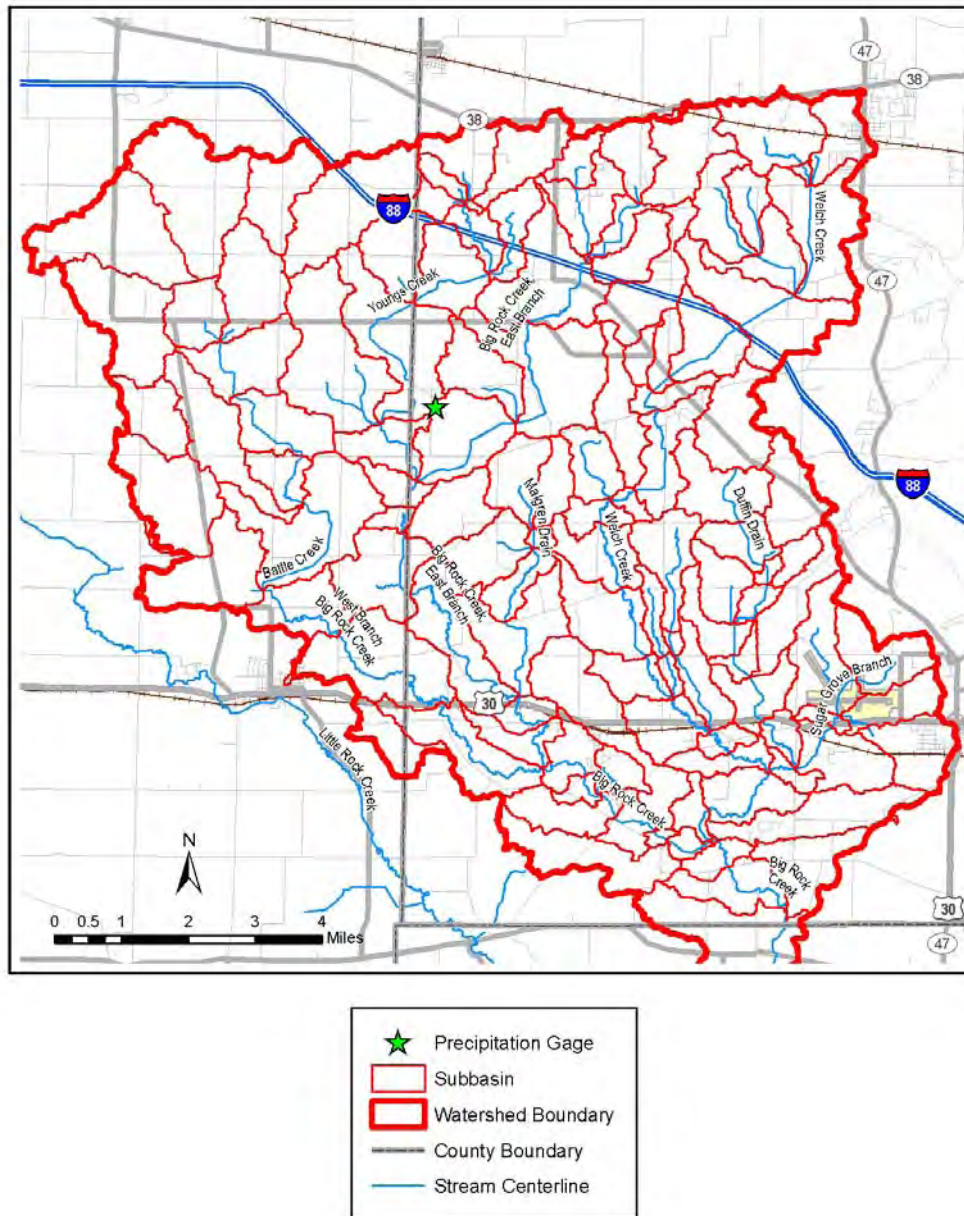 47
38
38
88
Welch Creek
47
Youngs Creek
Big Rock Creek
East Branch
88
Malgren Drain
Welch Creek
Duffin Drain
Battle Creek
Big Rock Creek
East Branch
West Branch
Big Rock Creek
Sugar Grove Branch
30
Little Rock Creek
Big Rock Creek
Big Rock
Creek
N
30
0 0.5 1 2 3 4
Miles
47
Precipitation Gage
Subbasin
Watershed Boundary
County Boundary
Stream Centerline